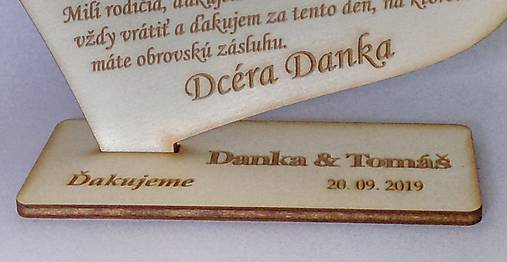 Milí rodičia,
vždy vrátiť a ďakujem za tento deň, na
máte obrovskú zásluhu.
Dcéra Danka
Danka & Tomáš
Ďakujeme
20. 09. 2019